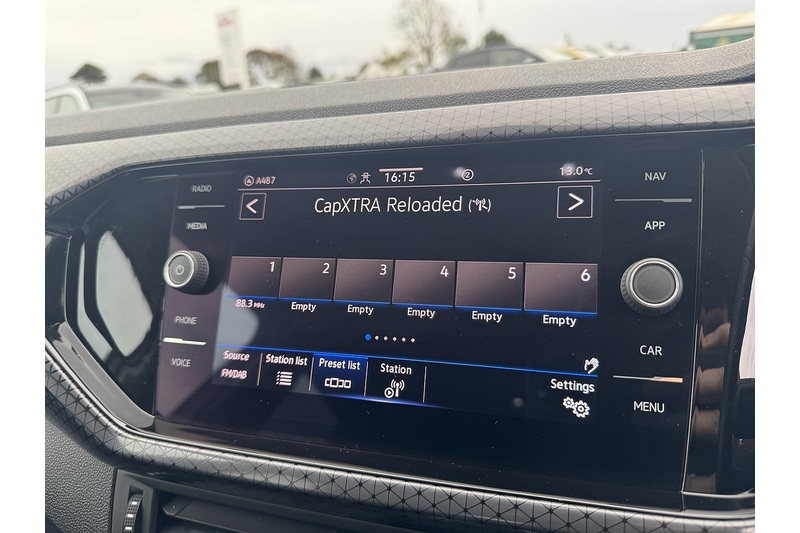 RADIO
MEDIA
PHONE
VOICE
A487
16:15
2
13.0°C
CapXTRA Reloaded
1 2 3 4 5 6
88.3 MHz Empty Empty Empty Empty Empty
Source Station list Preset list Station
FM/DAB
Settings
NAV
APP
CAR
MENU